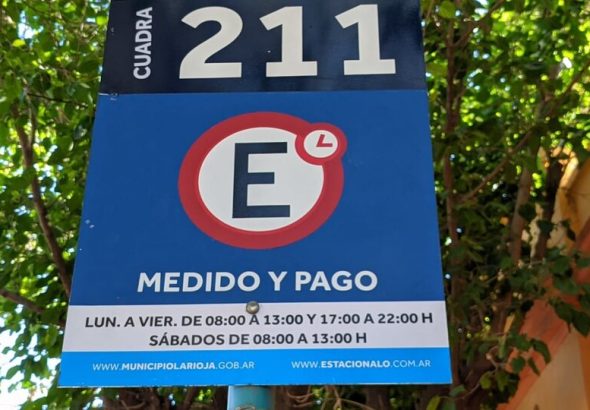 CUADRA 211
E
MEDIDO Y PAGO
LUN. A VIER. DE 08:00 A 13:00 Y 17:00 A 22:00 H
SÁBADOS DE 08:00 A 13:00 H
WWW.MUNICIPIOLARIOJA.GOB.AR WWW.ESTACIONALO.COM.AR